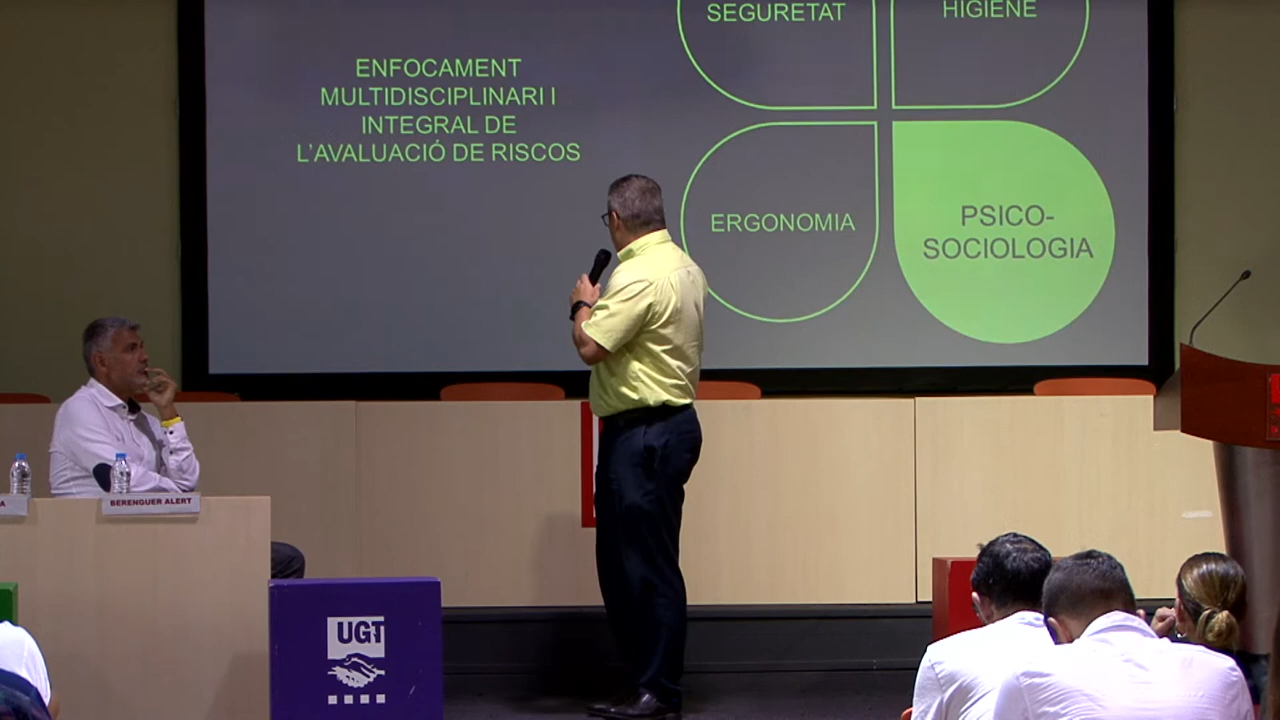 SEGURETAT
HIGIENE
ENFOCAMENT
MULTIDISCIPLINARI I
INTEGRAL DE
L'AVALUACIÓ DE RISCOS
ERGONOMIA
PSICO-
SOCIOLOGIA
A
BERENGUER ALERT
UGT